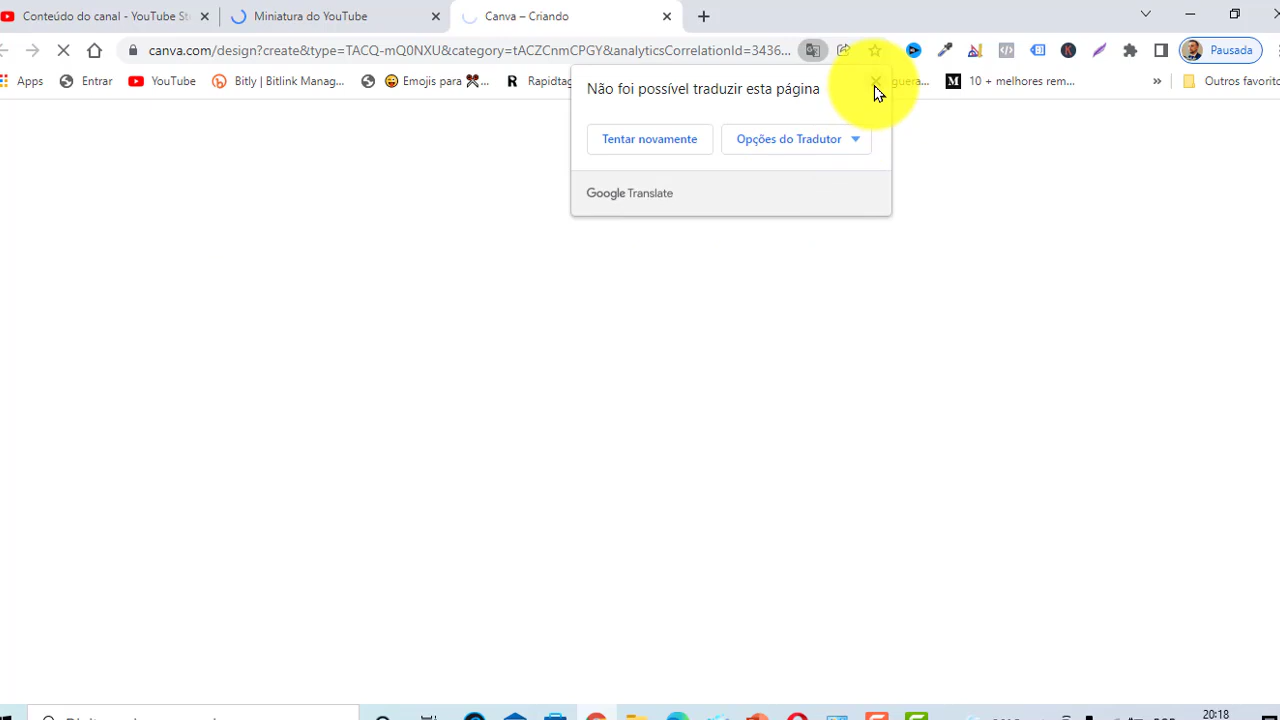 Conteúdo do canal - YouTube St
Miniatura do YouTube
Canva – Criando
canva.com/design?create&type=TACQ-mQ0NXU&category=tACZCnmCPGY&analyticsCorrelationId=3436...
Pausada
Apps
Entrar
YouTube
Bitly | Bitlink Manag...
Emojis para
Rapidtag
guera...
10 + melhores rem...
»
Outros favorito
Não foi possível traduzir esta página
Tentar novamente
Opções do Tradutor
Google Translate
20:18